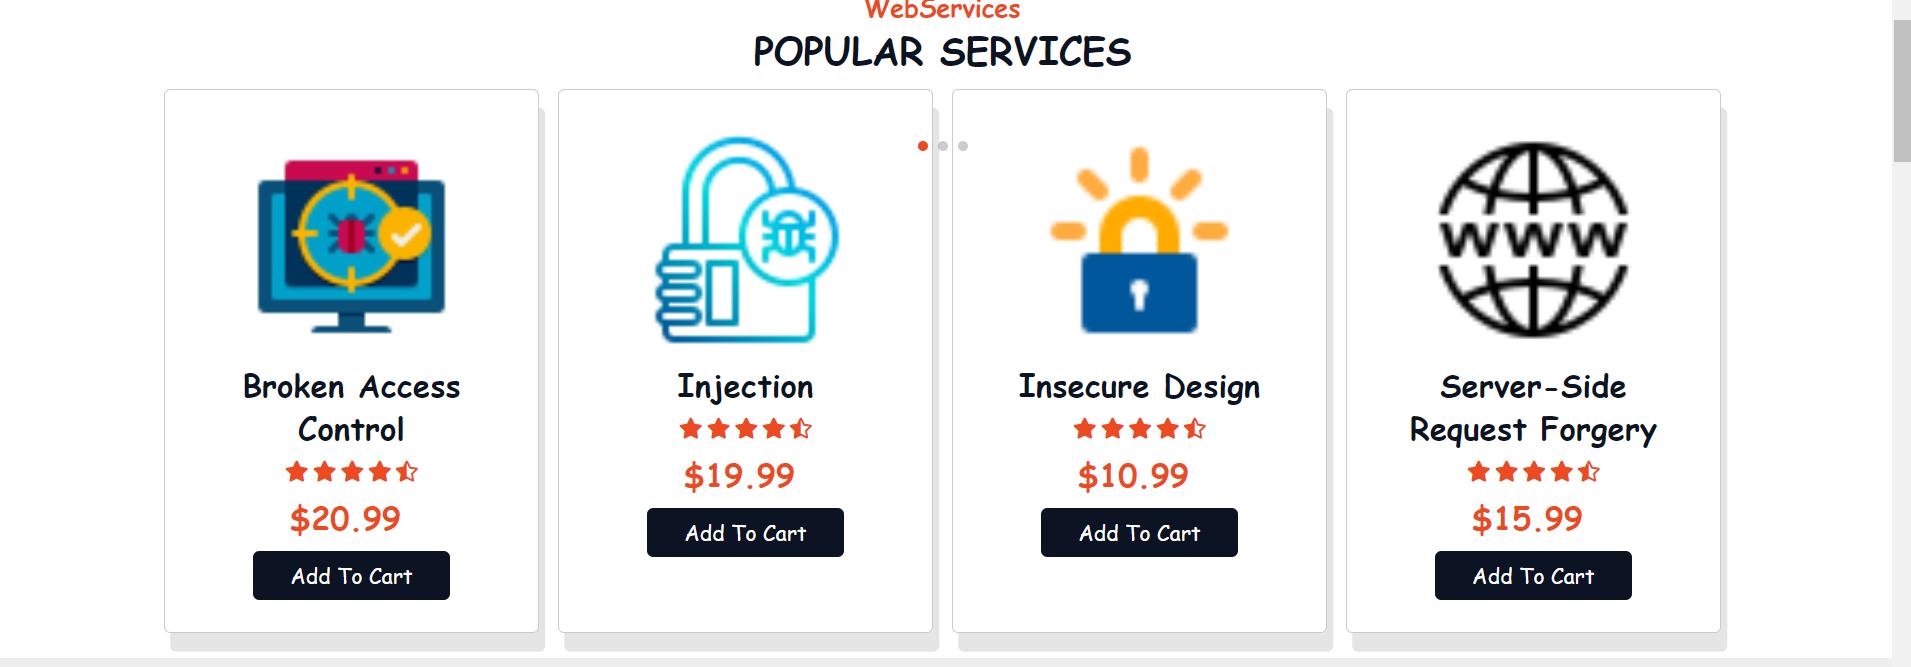 WebServices
POPULAR SERVICES
Broken Access
Control
$20.99
Add To Cart
Injection
$19.99
Add To Cart
Insecure Design
$10.99
Add To Cart
WWW
Server-Side
Request Forgery
$15.99
Add To Cart